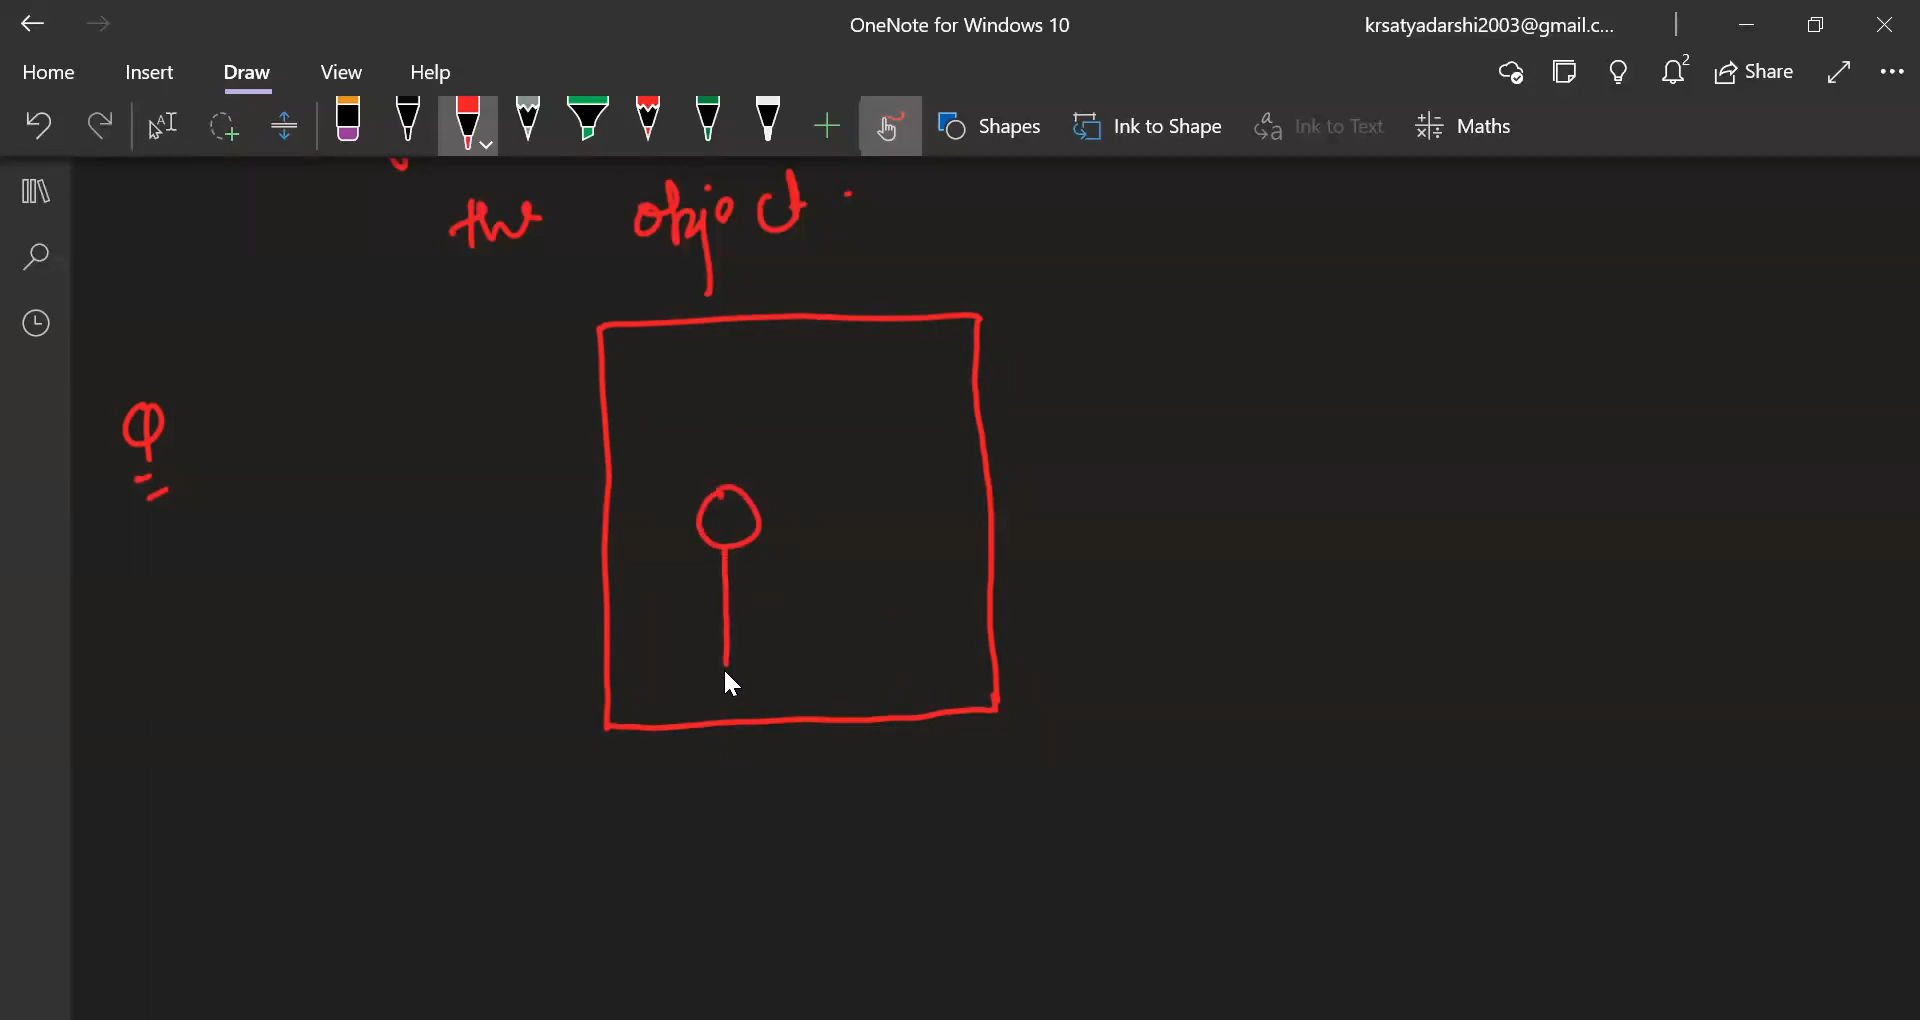 OneNote for Windows 10
krsatyadarshi2003@gmail.c...
Home Insert Draw View Help
2
Share
Shapes
Ink to Shape
Ink to Text
Maths
the object.
Q